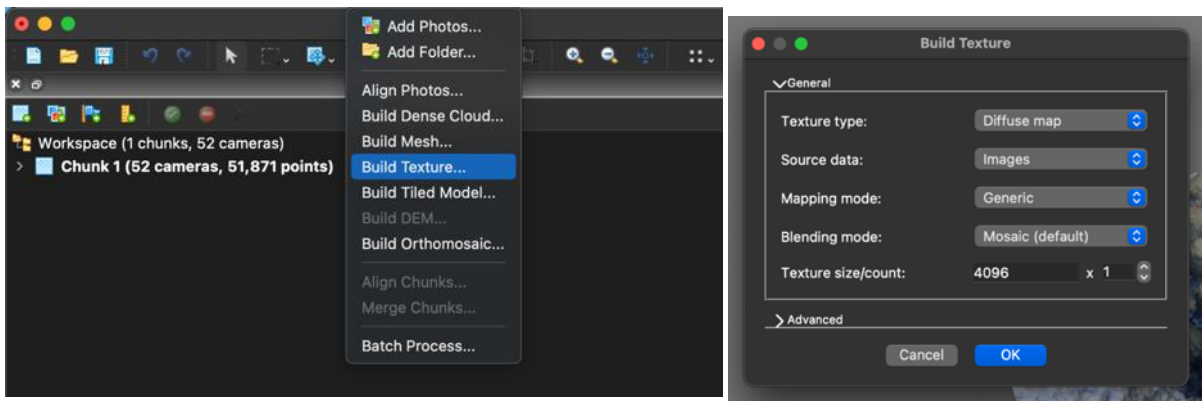 Add Photos...
Add Folder...
Align Photos...
Build Dense Cloud...
Build Mesh...
Build Texture...
Build Tiled Model...
Build DEM...
Build Orthomosaic...
Align Chunks...
Merge Chunks...
Batch Process...
Workspace (1 chunks, 52 cameras)
Chunk 1 (52 cameras, 51,871 points)
Build Texture
General
Texture type: Diffuse map
Source data: Images
Mapping mode: Generic
Blending mode: Mosaic (default)
Texture size/count: 4096 x 1
Advanced
Cancel OK